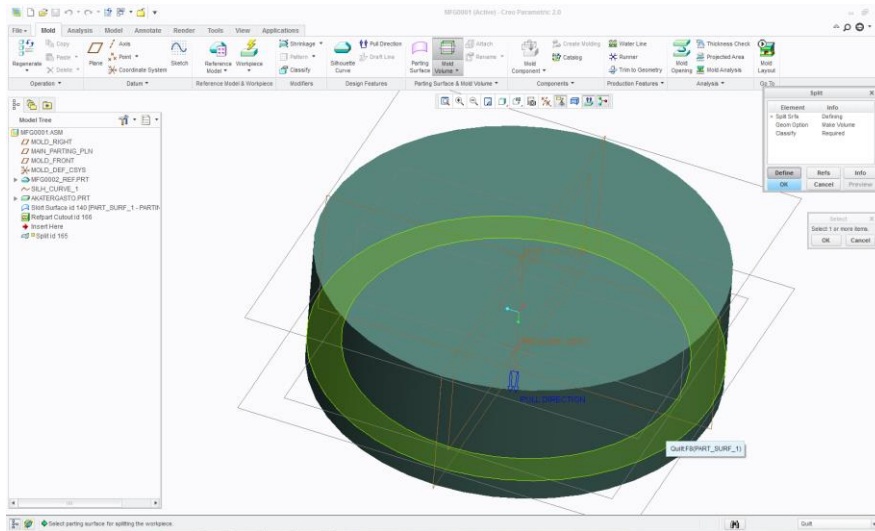 MFG0001 (Active) - Creo Parametric 2.0
File Mold Analysis Model Annotate Render Tools View Applications
Regenerate
Copy
Paste
Delete
Operation
Plane
Axis
Point
Coordinate System
Sketch
Datum
Reference Model
Workpiece
Reference Model & Workpiece
Shrinkage
Pattern
Classify
Modifiers
Silhouette Curve
Pull Direction
Draft Line
Design Features
Parting Surface
Mold Volume
Attach
Rename
Parting Surface & Mold Volume
Mold Component
Create Molding
Catalog
Components
Water Line
Runner
Trim to Geometry
Production Features
Mold Opening
Thickness Check
Projected Area
Mold Analysis
Analysis
Mold Layout
Go To
Model Tree
MFG0001.ASM
MOLD_RIGHT
MAIN_PARTING_PLN
MOLD_FRONT
MOLD_DEF_CSYS
MFG0002_REF.PRT
SILH_CURVE_1
AKATERGASTO.PRT
Skirt Surface id 140 [PART_SURF_1 - PARTIN
Refpart Cutout id 166
Insert Here
Split id 165
Split
Element Info
> Split Srfs Defining
Geom Option Make Volume
Classify Required
Define Refs Info
OK Cancel Preview
Select
Select 1 or more items.
OK Cancel
PULL DIRECTION
Quilt:F8(PART_SURF_1)
Select parting surface for splitting the workpiece.
Quilt